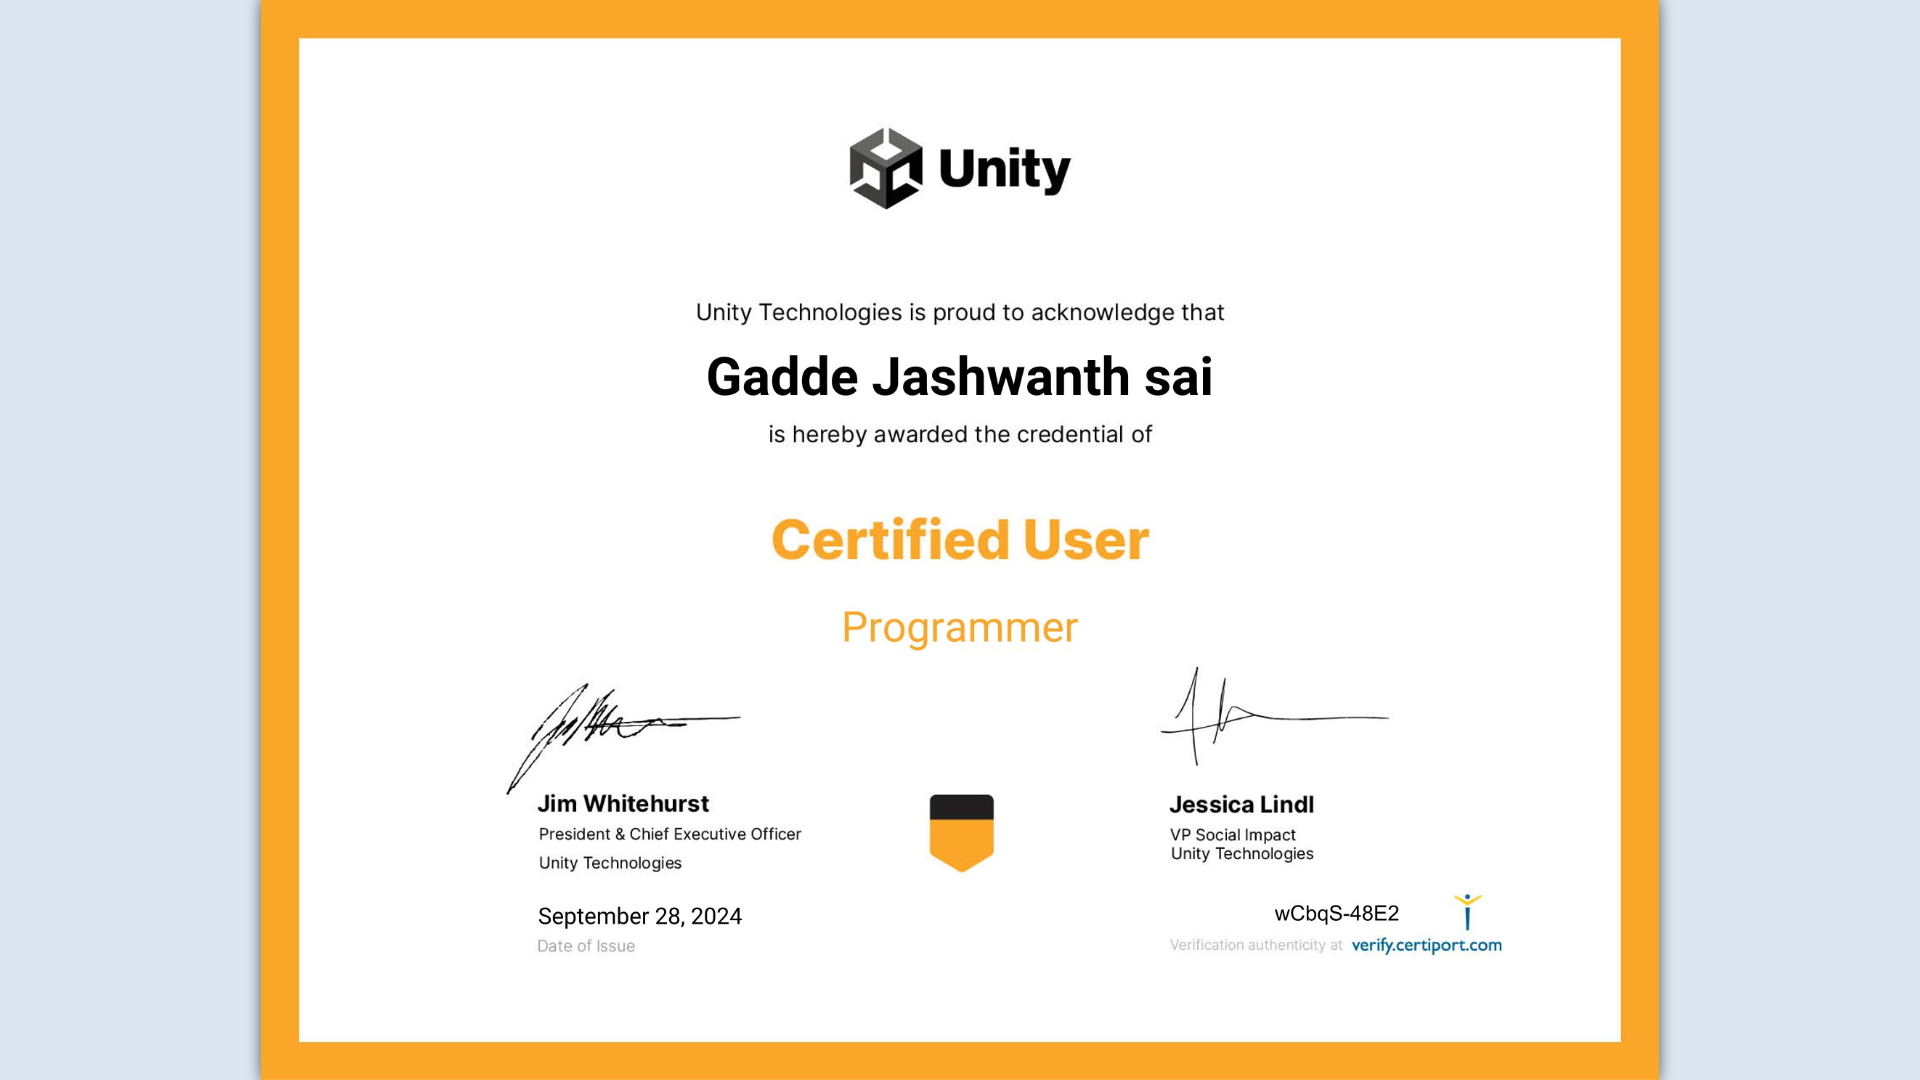 Unity
Unity Technologies is proud to acknowledge that
Gadde Jashwanth sai
is hereby awarded the credential of
Certified User
Programmer
Jim Whitehurst
President & Chief Executive Officer
Unity Technologies
Jessica Lindl
VP Social Impact
Unity Technologies
September 28, 2024
Date of Issue
wCbqS-48E2
Verification authenticity at verify.certiport.com